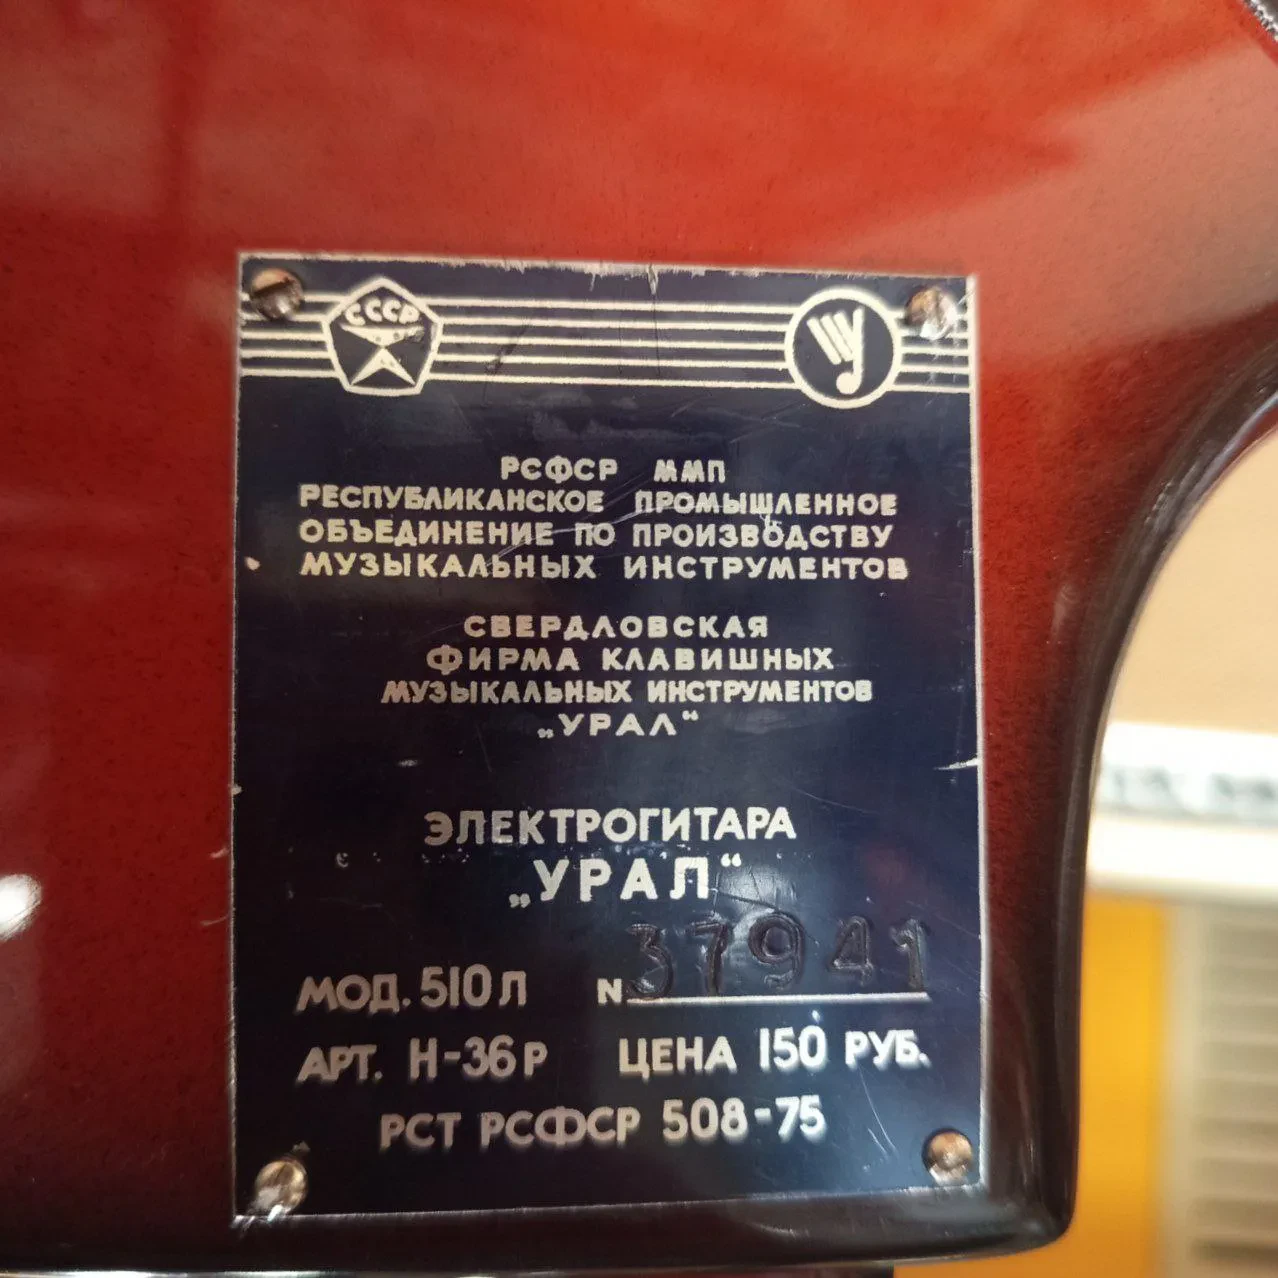 СССР
РСФСР ММП
РЕСПУБЛИКАНСКОЕ ПРОМЫШЛЕННОЕ
ОБЪЕДИНЕНИЕ ПО ПРОИЗВОДСТВУ
МУЗЫКАЛЬНЫХ ИНСТРУМЕНТОВ
СВЕРДЛОВСКАЯ
ФИРМА КЛАВИШНЫХ
МУЗЫКАЛЬНЫХ ИНСТРУМЕНТОВ
„УРАЛ“
ЭЛЕКТРОГИТАРА
„УРАЛ“
МОД. 510Л N 37941
АРТ. Н-36Р ЦЕНА 150 РУБ.
РСТ РСФСР 508-75